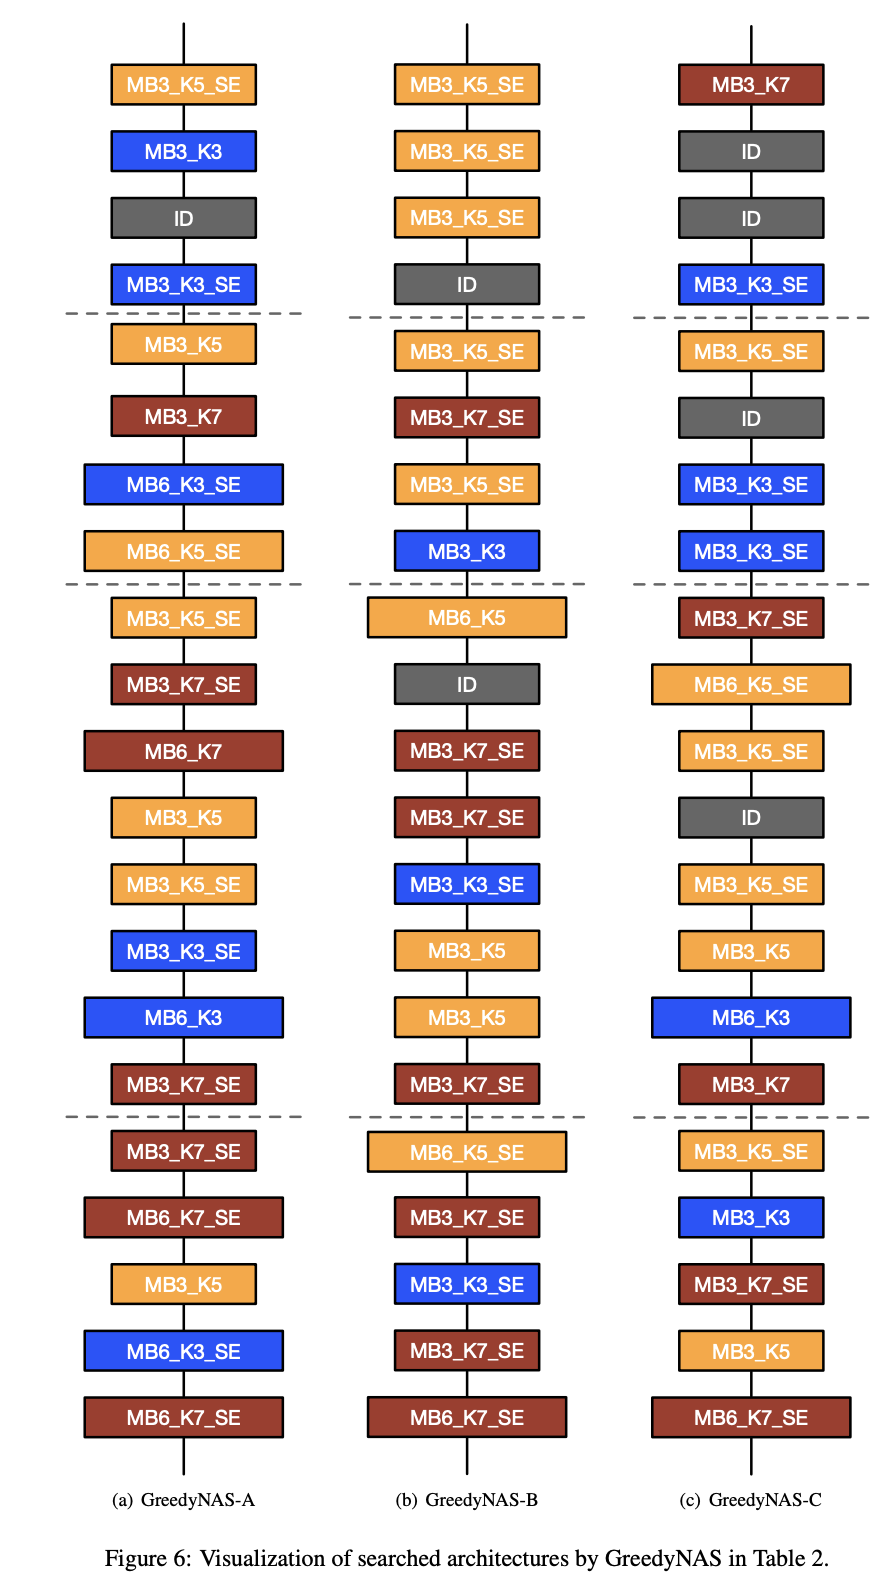 MB3_K5_SE
MB3_K3
ID
MB3_K3_SE
MB3_K5
MB3_K7
MB6_K3_SE
MB6_K5_SE
MB3_K5_SE
MB3_K7_SE
MB6_K7
MB3_K5
MB3_K5_SE
MB3_K3_SE
MB6_K3
MB3_K7_SE
MB3_K7_SE
MB6_K7_SE
MB3_K5
MB6_K3_SE
MB6_K7_SE
(a) GreedyNAS-A
MB3_K5_SE
MB3_K5_SE
MB3_K5_SE
ID
MB3_K5_SE
MB3_K7_SE
MB3_K5_SE
MB3_K3
MB6_K5
ID
MB3_K7_SE
MB3_K7_SE
MB3_K3_SE
MB3_K5
MB3_K5
MB3_K7_SE
MB6_K5_SE
MB3_K7_SE
MB3_K3_SE
MB3_K7_SE
MB6_K7_SE
(b) GreedyNAS-B
MB3_K7
ID
ID
MB3_K3_SE
MB3_K5_SE
ID
MB3_K3_SE
MB3_K3_SE
MB3_K7_SE
MB6_K5_SE
MB3_K5_SE
ID
MB3_K5_SE
MB3_K5
MB6_K3
MB3_K7
MB3_K5_SE
MB3_K3
MB3_K7_SE
MB3_K5
MB6_K7_SE
(c) GreedyNAS-C
Figure 6: Visualization of searched architectures by GreedyNAS in Table 2.